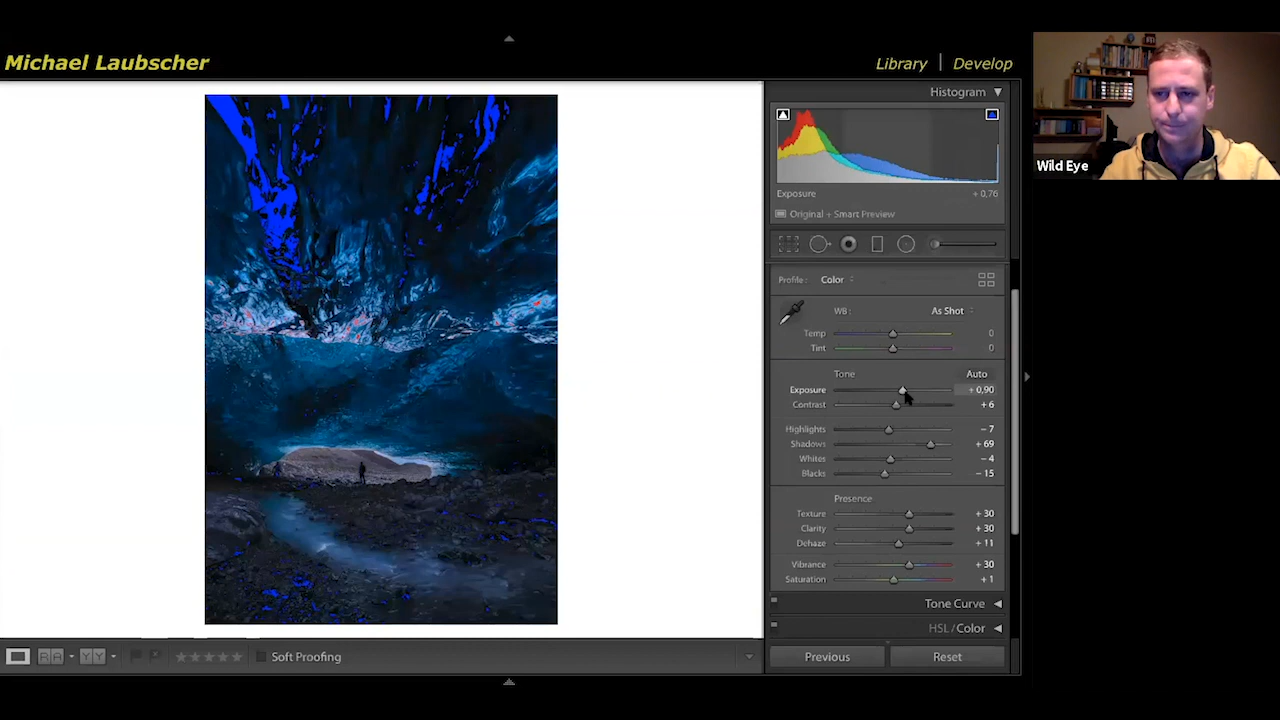 Michael Laubscher
Library | Develop
Histogram
Wild Eye
Exposure + 0,76
Original + Smart Preview
Profile : Color
WB : As Shot
Temp 0
Tint 0
Tone Auto
Exposure + 0,90
Contrast + 6
Highlights − 7
Shadows + 69
Whites − 4
Blacks − 15
Presence
Texture + 30
Clarity + 30
Dehaze + 11
Vibrance + 30
Saturation + 1
Tone Curve
HSL / Color
R A Y Y Soft Proofing Previous Reset